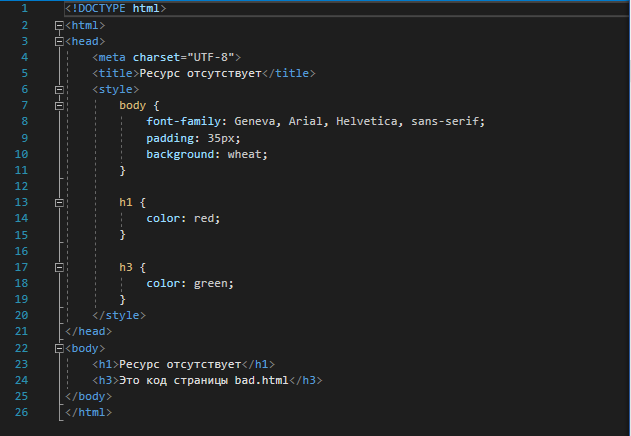 1 <!DOCTYPE html>
2 <html>
3 <head>
4 <meta charset="UTF-8">
5 <title>Ресурс отсутствует</title>
6 <style>
7 body {
8 font-family: Geneva, Arial, Helvetica, sans-serif;
9 padding: 35px;
10 background: wheat;
11 }
12
13 h1 {
14 color: red;
15 }
16
17 h3 {
18 color: green;
19 }
20 </style>
21 </head>
22 <body>
23 <h1>Ресурс отсутствует</h1>
24 <h3>Это код страницы bad.html</h3>
25 </body>
26 </html>